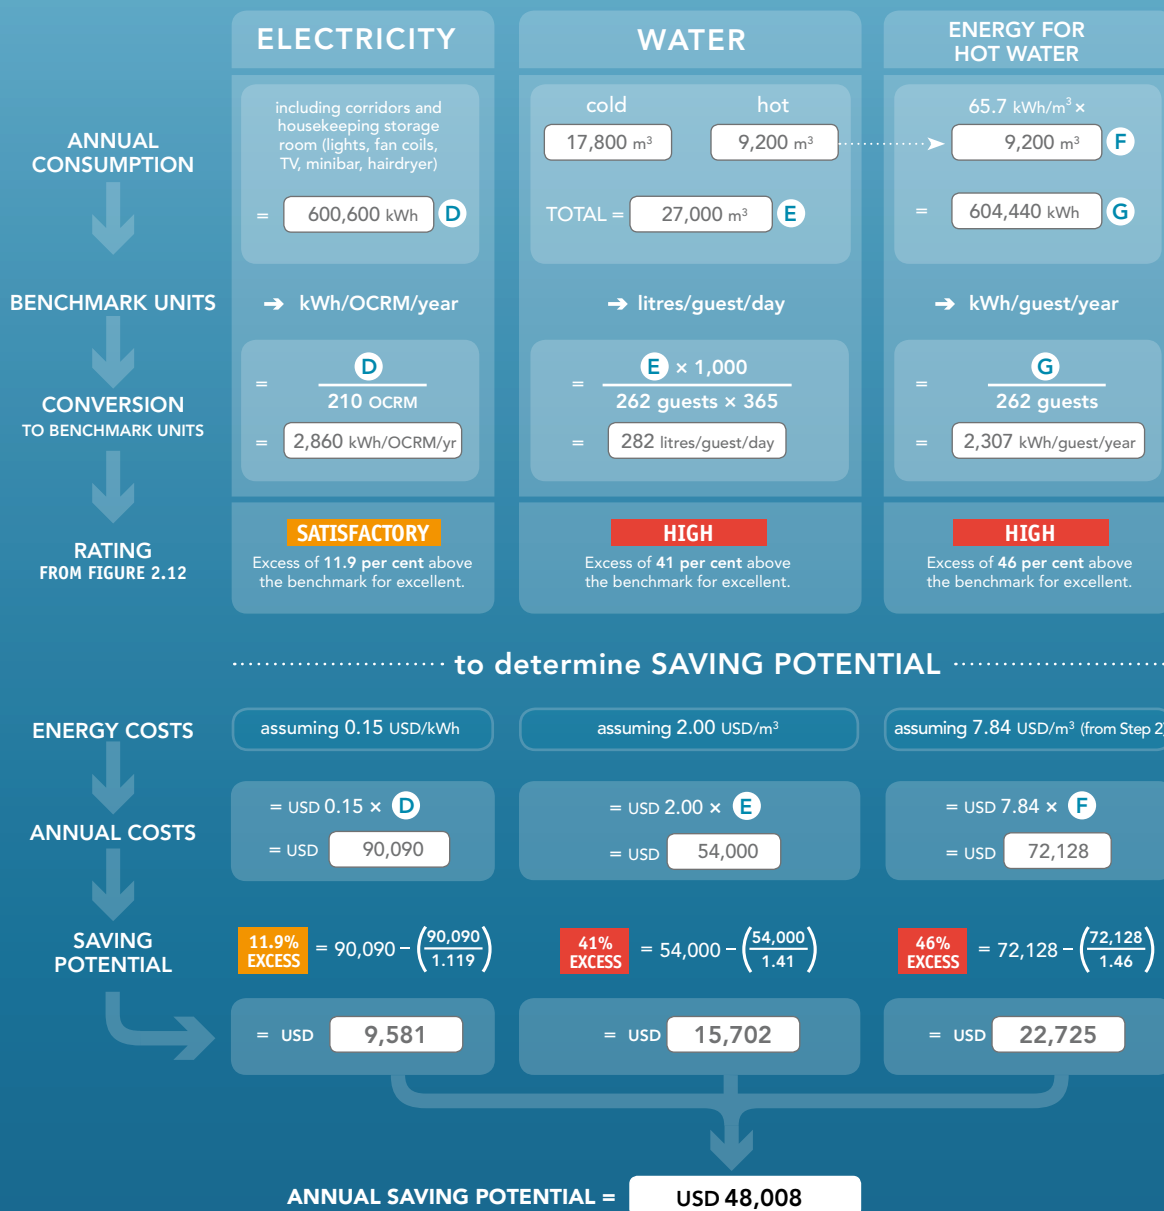 ELECTRICITY
WATER
ENERGY FOR
HOT WATER
ANNUAL
CONSUMPTION
including corridors and
housekeeping storage
room (lights, fan coils,
TV, minibar, hairdryer)
= 600,600 kWh D
cold hot
17,800 m³ 9,200 m³
TOTAL = 27,000 m³ E
65.7 kWh/m³ ×
9,200 m³ F
= 604,440 kWh G
BENCHMARK UNITS
➔ kWh/OCRM/year
➔ litres/guest/day
➔ kWh/guest/year
CONVERSION
TO BENCHMARK UNITS
= D
210 OCRM
= 2,860 kWh/OCRM/yr
= E × 1,000
262 guests × 365
= 282 litres/guest/day
= G
262 guests
= 2,307 kWh/guest/year
RATING
FROM FIGURE 2.12
SATISFACTORY
Excess of 11.9 per cent above
the benchmark for excellent.
HIGH
Excess of 41 per cent above
the benchmark for excellent.
HIGH
Excess of 46 per cent above
the benchmark for excellent.
to determine SAVING POTENTIAL
ENERGY COSTS
assuming 0.15 USD/kWh
assuming 2.00 USD/m³
assuming 7.84 USD/m³ (from Step 2)
ANNUAL COSTS
= USD 0.15 × D
= USD 90,090
= USD 2.00 × E
= USD 54,000
= USD 7.84 × F
= USD 72,128
SAVING
POTENTIAL
11.9%
EXCESS
= 90,090 − (90,090
1.119)
41%
EXCESS
= 54,000 − (54,000
1.41)
46%
EXCESS
= 72,128 − (72,128
1.46)
= USD 9,581
= USD 15,702
= USD 22,725
ANNUAL SAVING POTENTIAL = USD 48,008